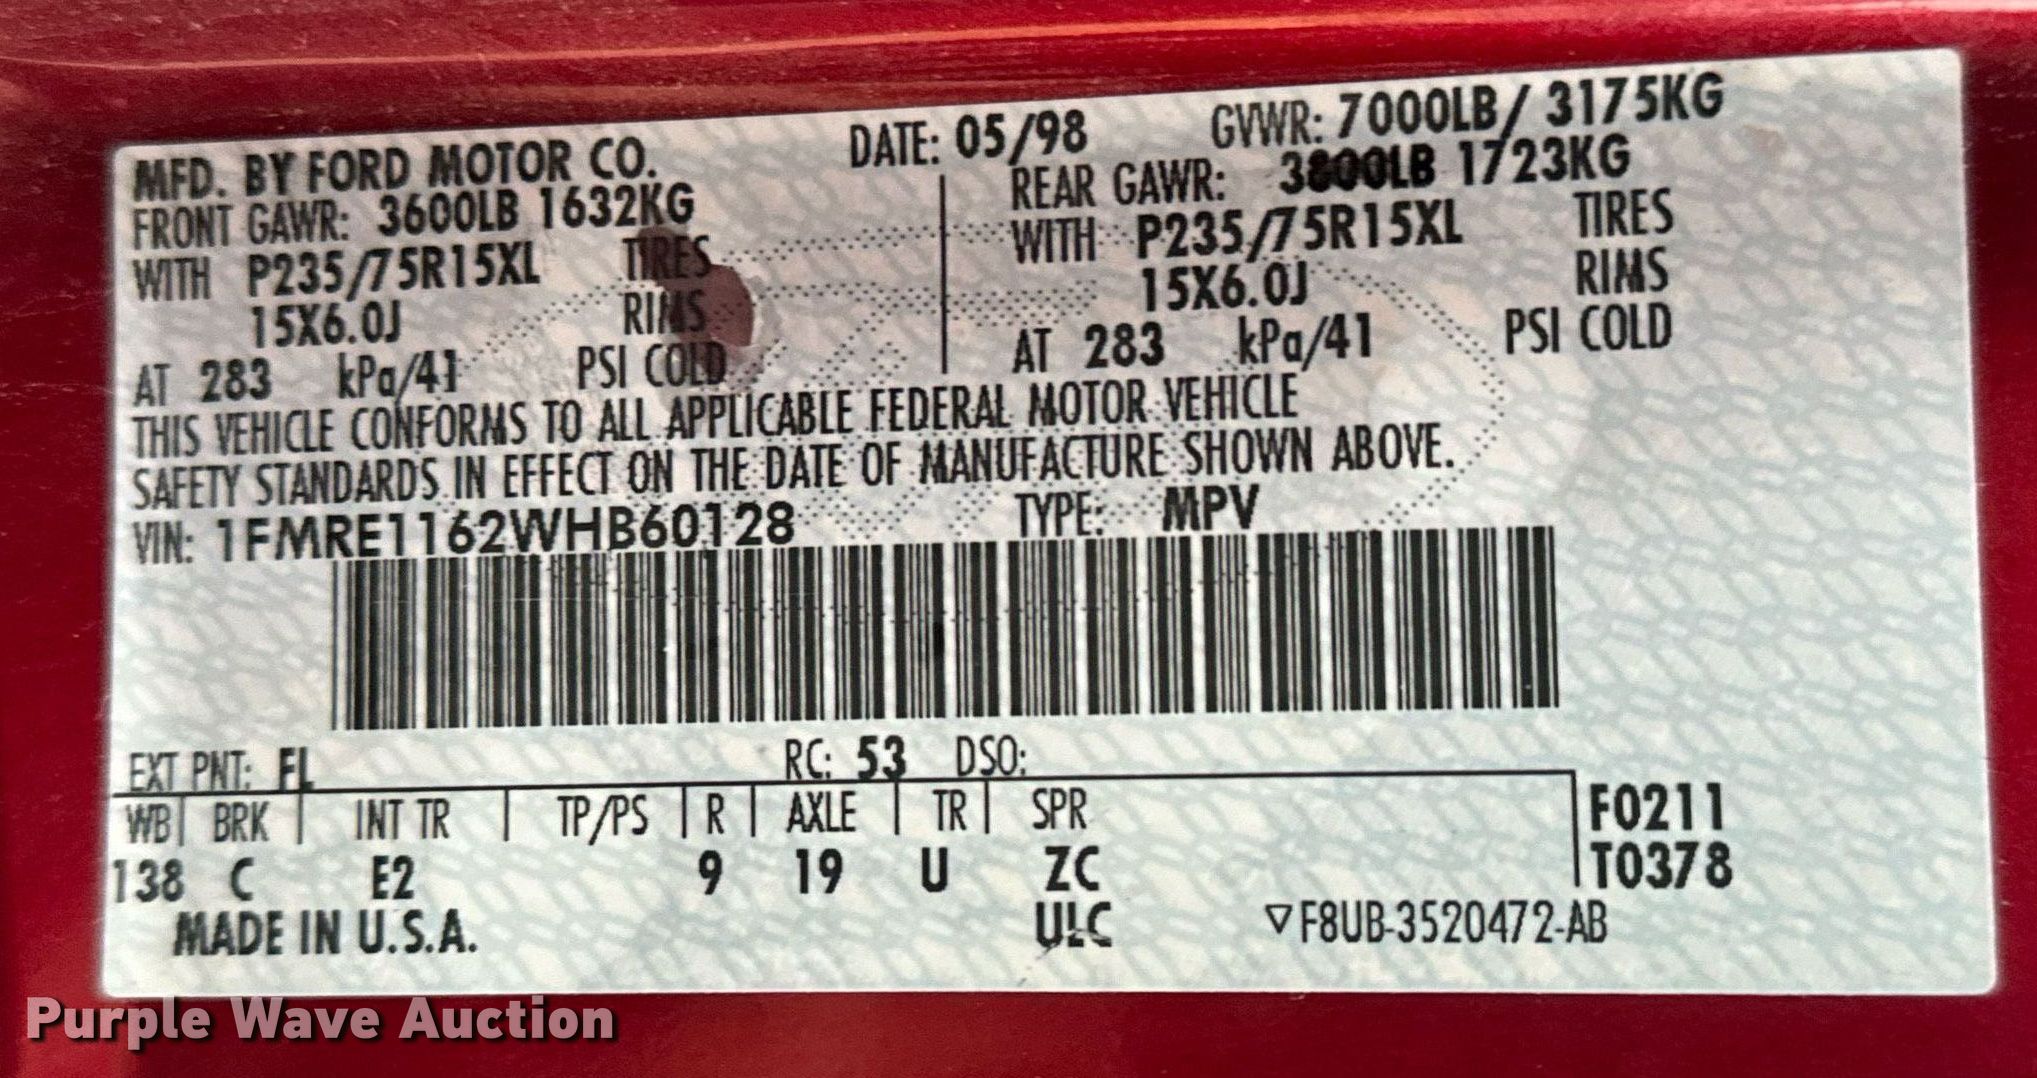 MFD. BY FORD MOTOR CO. DATE: 05/98 GVWR: 7000LB/ 3175KG
FRONT GAWR: 3600LB 1632KG REAR GAWR: 3800LB 1723KG
WITH P235/75R15XL TIRES WITH P235/75R15XL TIRES
15X6.0J RIMS 15X6.0J RIMS
AT 283 kPa/41 PSI COLD AT 283 kPa/41 PSI COLD
THIS VEHICLE CONFORMS TO ALL APPLICABLE FEDERAL MOTOR VEHICLE
SAFETY STANDARDS IN EFFECT ON THE DATE OF MANUFACTURE SHOWN ABOVE.
VIN: 1FMRE1162WHB60128 TYPE: MPV
EXT PNT: FL RC: 53 DSO:
WB BRK INT TR TP/PS R AXLE TR SPR F0211
138 C E2 9 19 U ZC T0378
MADE IN U.S.A. ULC ▽F8UB-3520472-AB
Purple Wave Auction